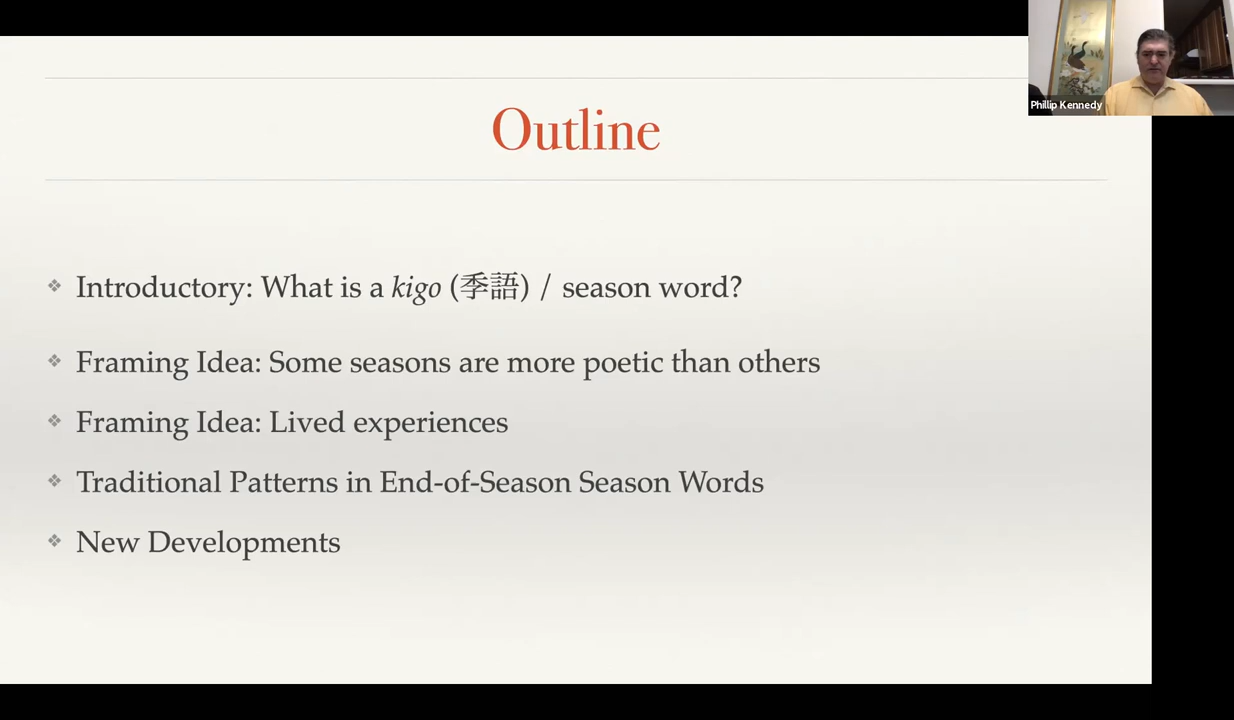 Phillip Kennedy
Outline
Introductory: What is a kigo (季語) / season word?
Framing Idea: Some seasons are more poetic than others
Framing Idea: Lived experiences
Traditional Patterns in End-of-Season Season Words
New Developments